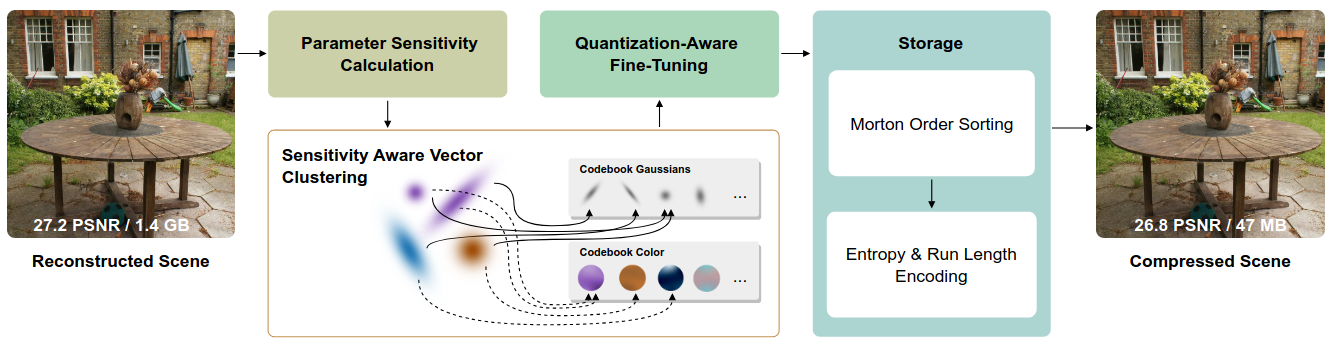 27.2 PSNR / 1.4 GB
Reconstructed Scene
Parameter Sensitivity
Calculation
Sensitivity Aware Vector
Clustering
Codebook Gaussians
...
Codebook Color
...
Quantization-Aware
Fine-Tuning
Storage
Morton Order Sorting
Entropy & Run Length
Encoding
26.8 PSNR / 47 MB
Compressed Scene